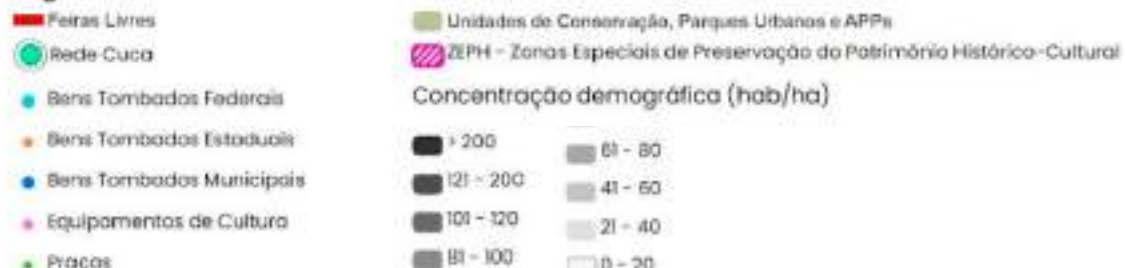 Feiras Livres
Rede Cuca
Bens Tombados Federais
Bens Tombados Estaduais
Bens Tombados Municipais
Equipamentos de Cultura
Praças
Unidades de Conservação, Parques Urbanos e APPs
ZEPH - Zonas Especiais de Preservação do Patrimônio Histórico-Cultural
Concentração demográfica (hab/ha)
> 200
121 - 200
101 - 120
81 - 100
61 - 80
41 - 60
21 - 40
0 - 20